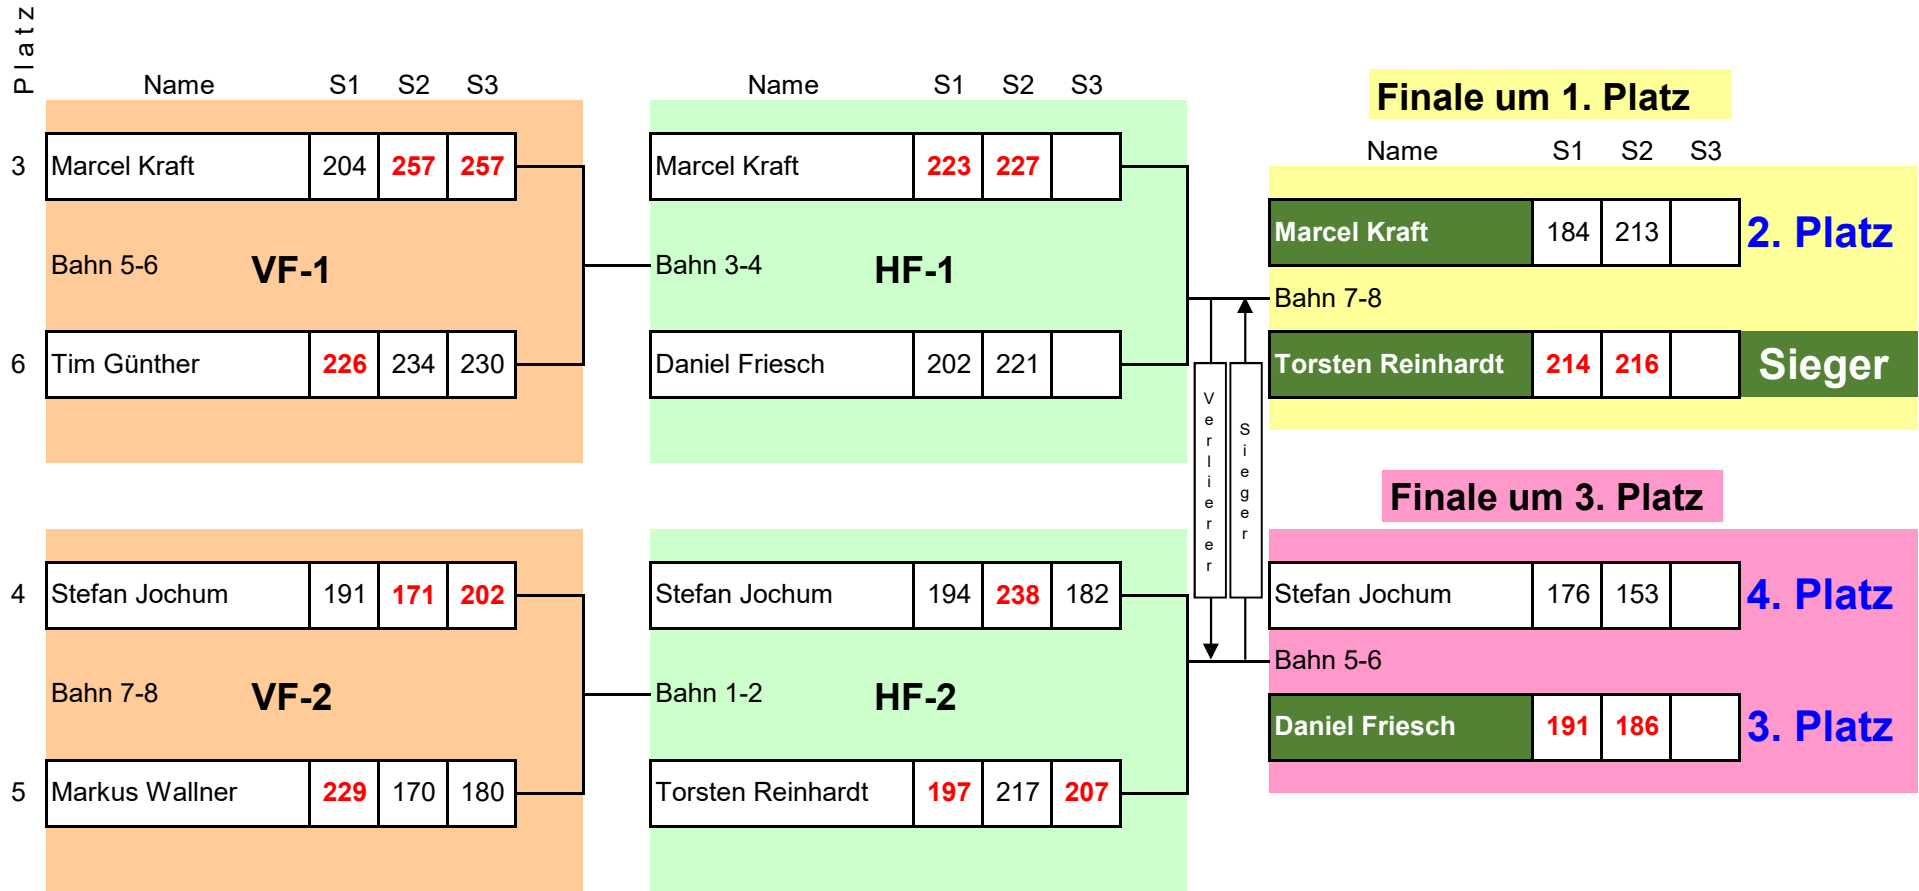 Platz
Name S1 S2 S3
3 Marcel Kraft 204 257 257
Bahn 5-6 VF-1
6 Tim Günther 226 234 230
4 Stefan Jochum 191 171 202
Bahn 7-8 VF-2
5 Markus Wallner 229 170 180
Name S1 S2 S3
Marcel Kraft 223 227
Bahn 3-4 HF-1
Daniel Friesch 202 221
Stefan Jochum 194 238 182
Bahn 1-2 HF-2
Torsten Reinhardt 197 217 207
Verlierer
Sieger
Finale um 1. Platz
Name S1 S2 S3
Marcel Kraft 184 213 2. Platz
Bahn 7-8
Torsten Reinhardt 214 216 Sieger
Finale um 3. Platz
Stefan Jochum 176 153 4. Platz
Bahn 5-6
Daniel Friesch 191 186 3. Platz